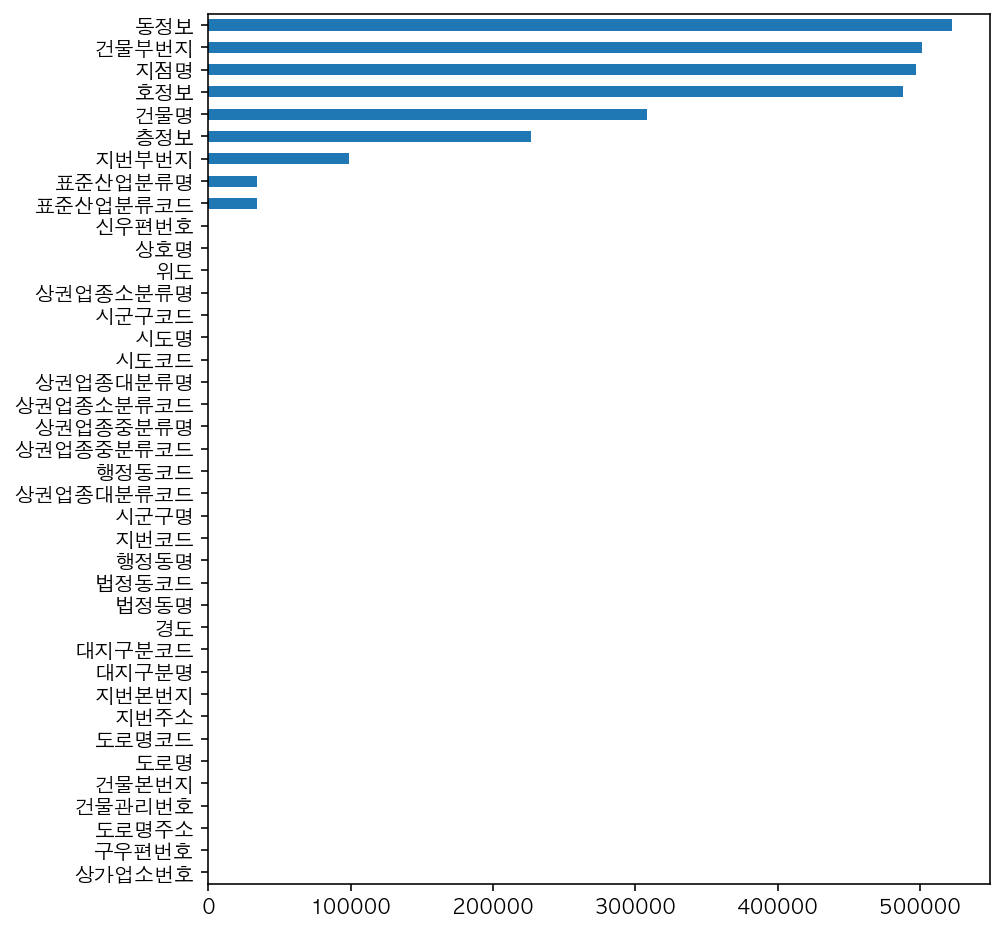 동정보
건물부번지
지점명
호정보
건물명
층정보
지번부번지
표준산업분류명
표준산업분류코드
신우편번호
상호명
위도
상권업종소분류명
시군구코드
시도명
시도코드
상권업종대분류명
상권업종소분류코드
상권업종중분류명
상권업종중분류코드
행정동코드
상권업종대분류코드
시군구명
지번코드
행정동명
법정동코드
법정동명
경도
대지구분코드
대지구분명
지번본번지
지번주소
도로명코드
도로명
건물본번지
건물관리번호
도로명주소
구우편번호
상가업소번호
0 100000 200000 300000 400000 500000